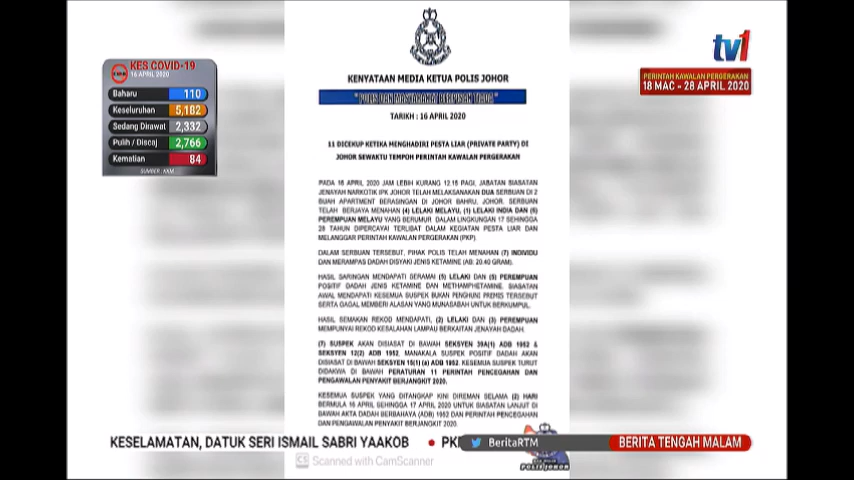 KES COVID-19
16 APRIL 2020
Baharu 110
Keseluruhan 5,182
Sedang Dirawat 2,332
Pulih / Discaj 2,766
Kematian 84
SUMBER : KKM
tv1
PERINTAH KAWALAN PERGERAKAN
18 MAC - 28 APRIL 2020
KENYATAAN MEDIA KETUA POLIS JOHOR
"POLIS DAN MASYARAKAT BERPISAH TIADA"
TARIKH : 16 APRIL 2020
11 DICEKUP KETIKA MENGHADIRI PESTA LIAR (PRIVATE PARTY) DI
JOHOR SEWAKTU TEMPOH PERINTAH KAWALAN PERGERAKAN
PADA 16 APRIL 2020 JAM LEBIH KURANG 12.15 PAGI, JABATAN SIASATAN
JENAYAH NARKOTIK IPK JOHOR TELAH MELAKSANAKAN DUA SERBUAN DI 2
BUAH APARTMENT BERASINGAN DI JOHOR BAHRU, JOHOR. SERBUAN
TELAH BERJAYA MENAHAN (4) LELAKI MELAYU, (1) LELAKI INDIA DAN (6)
PEREMPUAN MELAYU YANG BERUMUR DALAM LINGKUNGAN 17 SEHINGGA
28 TAHUN DIPERCAYAI TERLIBAT DALAM KEGIATAN PESTA LIAR DAN
MELANGGAR PERINTAH KAWALAN PERGERAKAN (PKP).
DALAM SERBUAN TERSEBUT, PIHAK POLIS TELAH MENAHAN (7) INDIVIDU
DAN MERAMPAS DADAH DISYAKI JENIS KETAMINE (AB: 20.40 GRAM).
HASIL SARINGAN MENDAPATI SERAMAI (5) LELAKI DAN (5) PEREMPUAN
POSITIF DADAH JENIS KETAMINE DAN METHAMPHETAMINE. SIASATAN
AWAL MENDAPATI KESEMUA SUSPEK BUKAN PENGHUNI PREMIS TERSEBUT
SERTA GAGAL MEMBERI ALASAN YANG MUNASABAH UNTUK BERKUMPUL.
HASIL SEMAKAN REKOD MENDAPATI, (2) LELAKI DAN (3) PEREMPUAN
MEMPUNYAI REKOD KESALAHAN LAMPAU BERKAITAN JENAYAH DADAH.
(7) SUSPEK AKAN DISIASAT DI BAWAH SEKSYEN 39A(1) ADB 1952 &
SEKSYEN 12(2) ADB 1952, MANAKALA SUSPEK POSITIF DADAH AKAN
DISIASAT DI BAWAH SEKSYEN 15(1) (a) ADB 1952. KESEMUA SUSPEK TURUT
DIDAKWA DI BAWAH PERATURAN 11 PERINTAH PENCEGAHAN DAN
PENGAWALAN PENYAKIT BERJANGKIT 2020.
KESEMUA SUSPEK YANG DITANGKAP KINI DIREMAN SELAMA (2) HARI
BERMULA 16 APRIL SEHINGGA 17 APRIL 2020 UNTUK SIASATAN LANJUT DI
BAWAH AKTA DADAH BERBAHAYA (ADB) 1952 DAN PERINTAH PENCEGAHAN
DAN PENGAWALAN PENYAKIT BERJANGKIT 2020.
KESELAMATAN, DATUK SERI ISMAIL SABRI YAAKOB • PK
BeritaRTM
BERITA TENGAH MALAM
CS Scanned with CamScanner
POLIS JOHOR